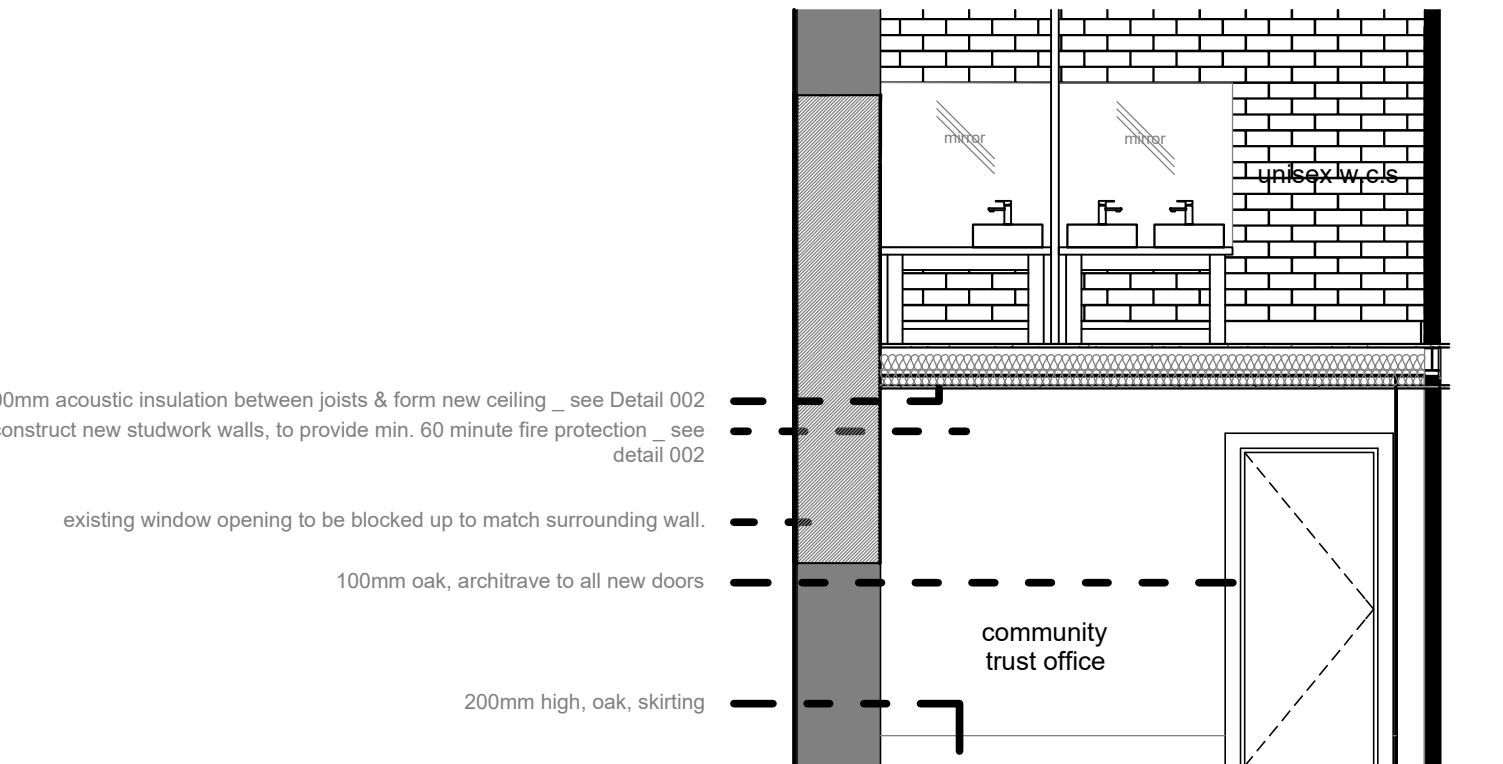 mirror
mirror
unisex w.c.s
00mm acoustic insulation between joists & form new ceiling _ see Detail 002
construct new studwork walls, to provide min. 60 minute fire protection _ see
detail 002
existing window opening to be blocked up to match surrounding wall.
100mm oak, architrave to all new doors
community
trust office
200mm high, oak, skirting